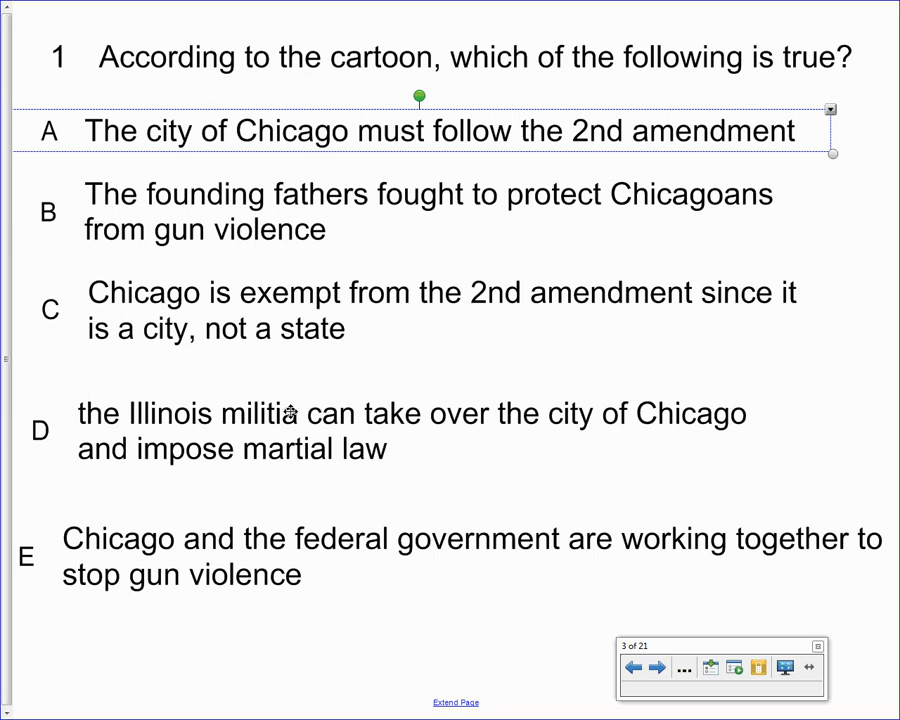 1 According to the cartoon, which of the following is true?
A The city of Chicago must follow the 2nd amendment
B The founding fathers fought to protect Chicagoans
from gun violence
C Chicago is exempt from the 2nd amendment since it
is a city, not a state
D the Illinois militia can take over the city of Chicago
and impose martial law
E Chicago and the federal government are working together to
stop gun violence
3 of 21
...
Extend Page